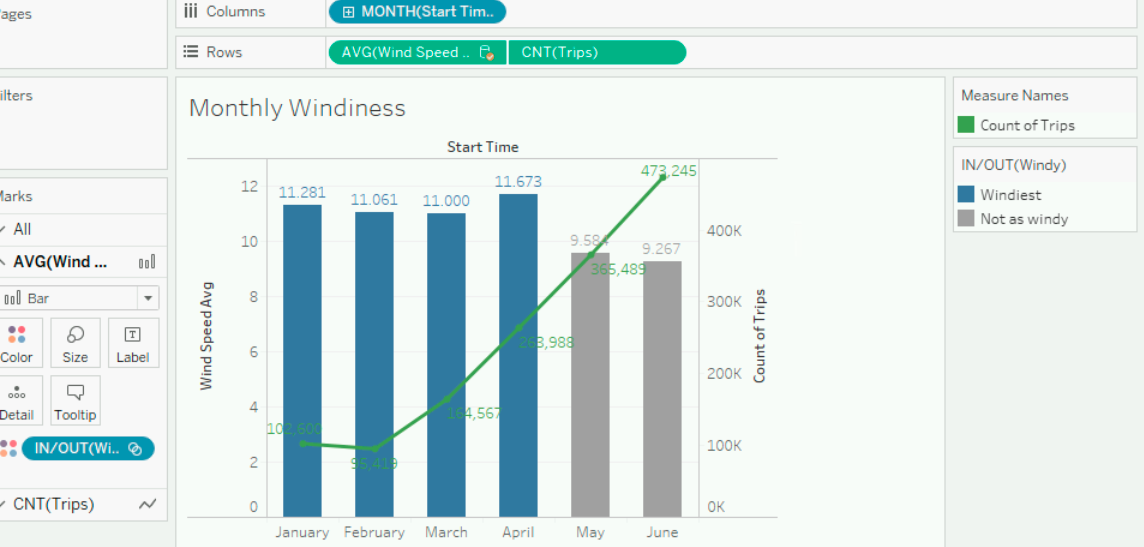 ages
Columns
MONTH(Start Tim..
Rows
AVG(Wind Speed ..
CNT(Trips)
ilters
Monthly Windiness
Measure Names
Count of Trips
IN/OUT(Windy)
Windiest
Not as windy
Marks
All
AVG(Wind ...
Bar
Color
Size
Label
Detail
Tooltip
IN/OUT(Wi..
CNT(Trips)
Start Time
Wind Speed Avg
12
10
8
6
4
2
0
11.281
11.061
11.000
11.673
9.584
9.267
102,600
95,419
164,567
263,988
365,489
473,245
400K
300K
200K
100K
0K
Count of Trips
January
February
March
April
May
June